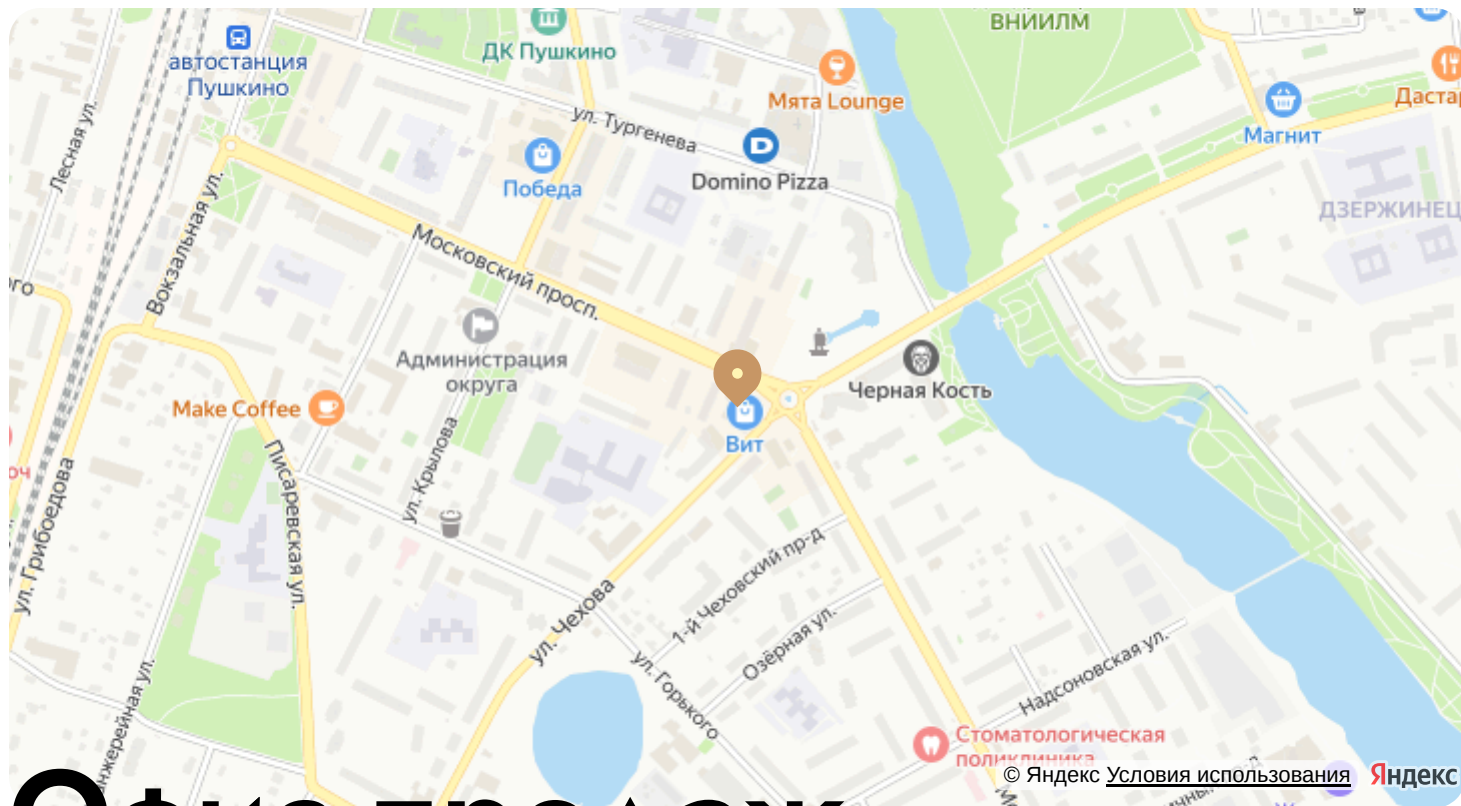 ВНИИЛМ
ДК Пушкино
автостанция
Пушкино
Мята Lounge
Магнит
Лесная ул.
ул. Тургенева
Победа
Domino Pizza
ДЗЕРЖИНЕЦ
Вокзальная ул.
Московский просп.
Администрация
округа
Черная Кость
Make Coffee
Вит
ул. Крылова
Писаревская ул.
ул. Грибоедова
1-й Чеховский пр-д
ул. Чехова
Озёрная ул.
ул. Горького
Надсоновская ул.
Стоматологическая
поликлиника
© Яндекс Условия использования Яндекс